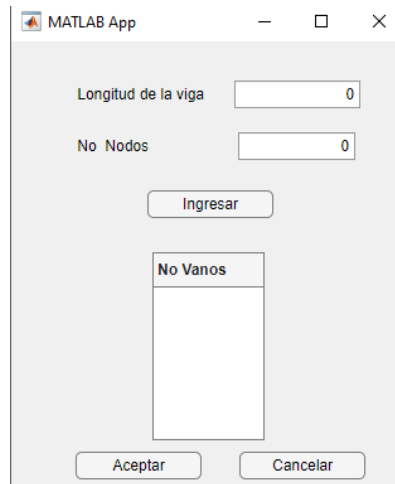 MATLAB App
Longitud de la viga 0
No Nodos 0
Ingresar
No Vanos
Aceptar Cancelar